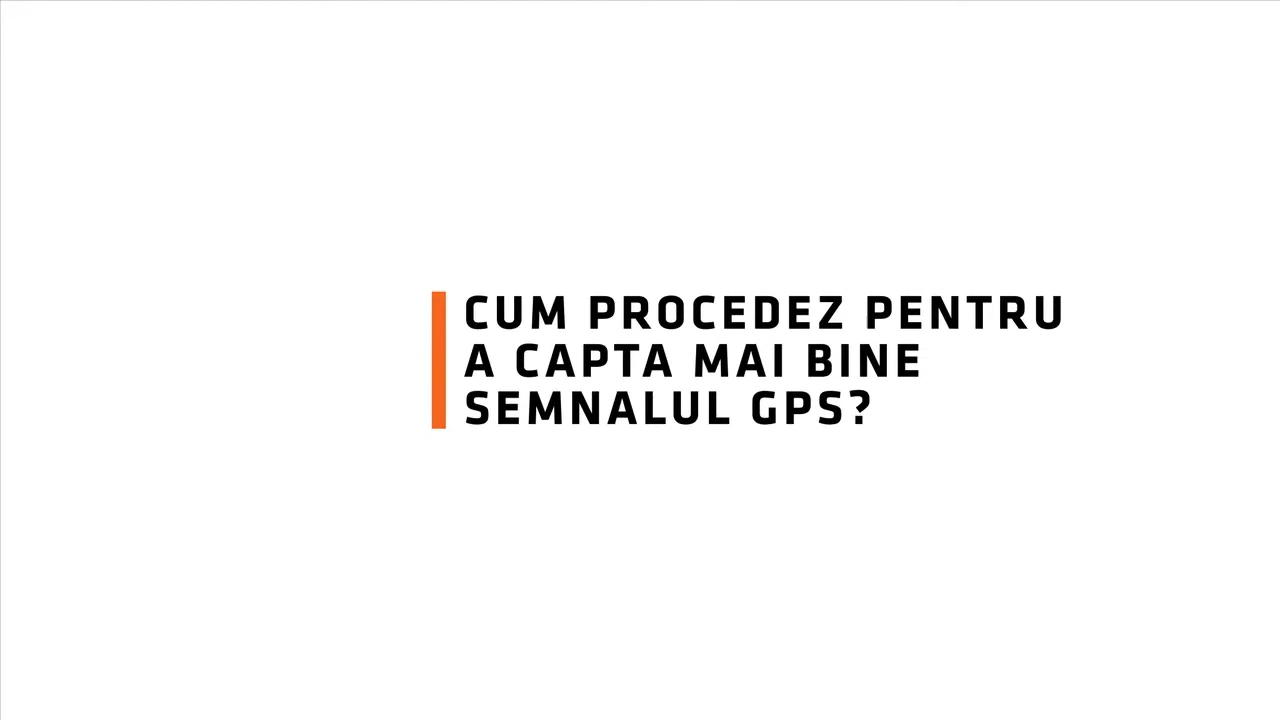 CUM PROCEDEZ PENTRU
A CAPTA MAI BINE
SEMNALUL GPS?